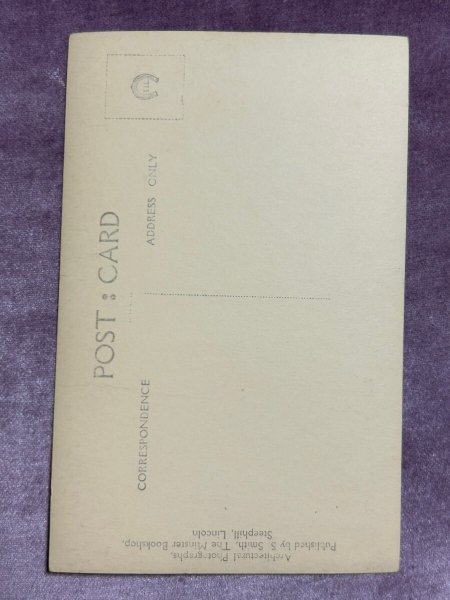 POST : CARD
CORRESPONDENCE
ADDRESS ONLY
Architectural Photographs,
Published by S. Smith, The Minster Bookshop,
Steephill, Lincoln